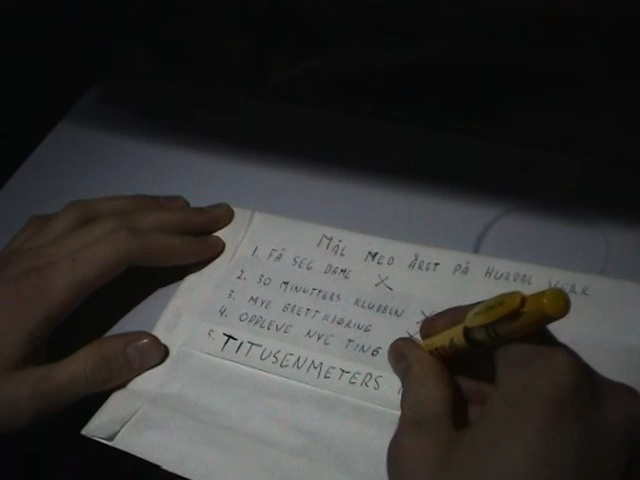 MÅL MED ÅRET PÅ HURDAL VERK
1. FÅ SEG DAME X
2. 30 MINUTTERS KLUBBEN X
3. MYE BRETTKJØRING
4. OPPLEVE NYE TING
5. TITUSENMETERS